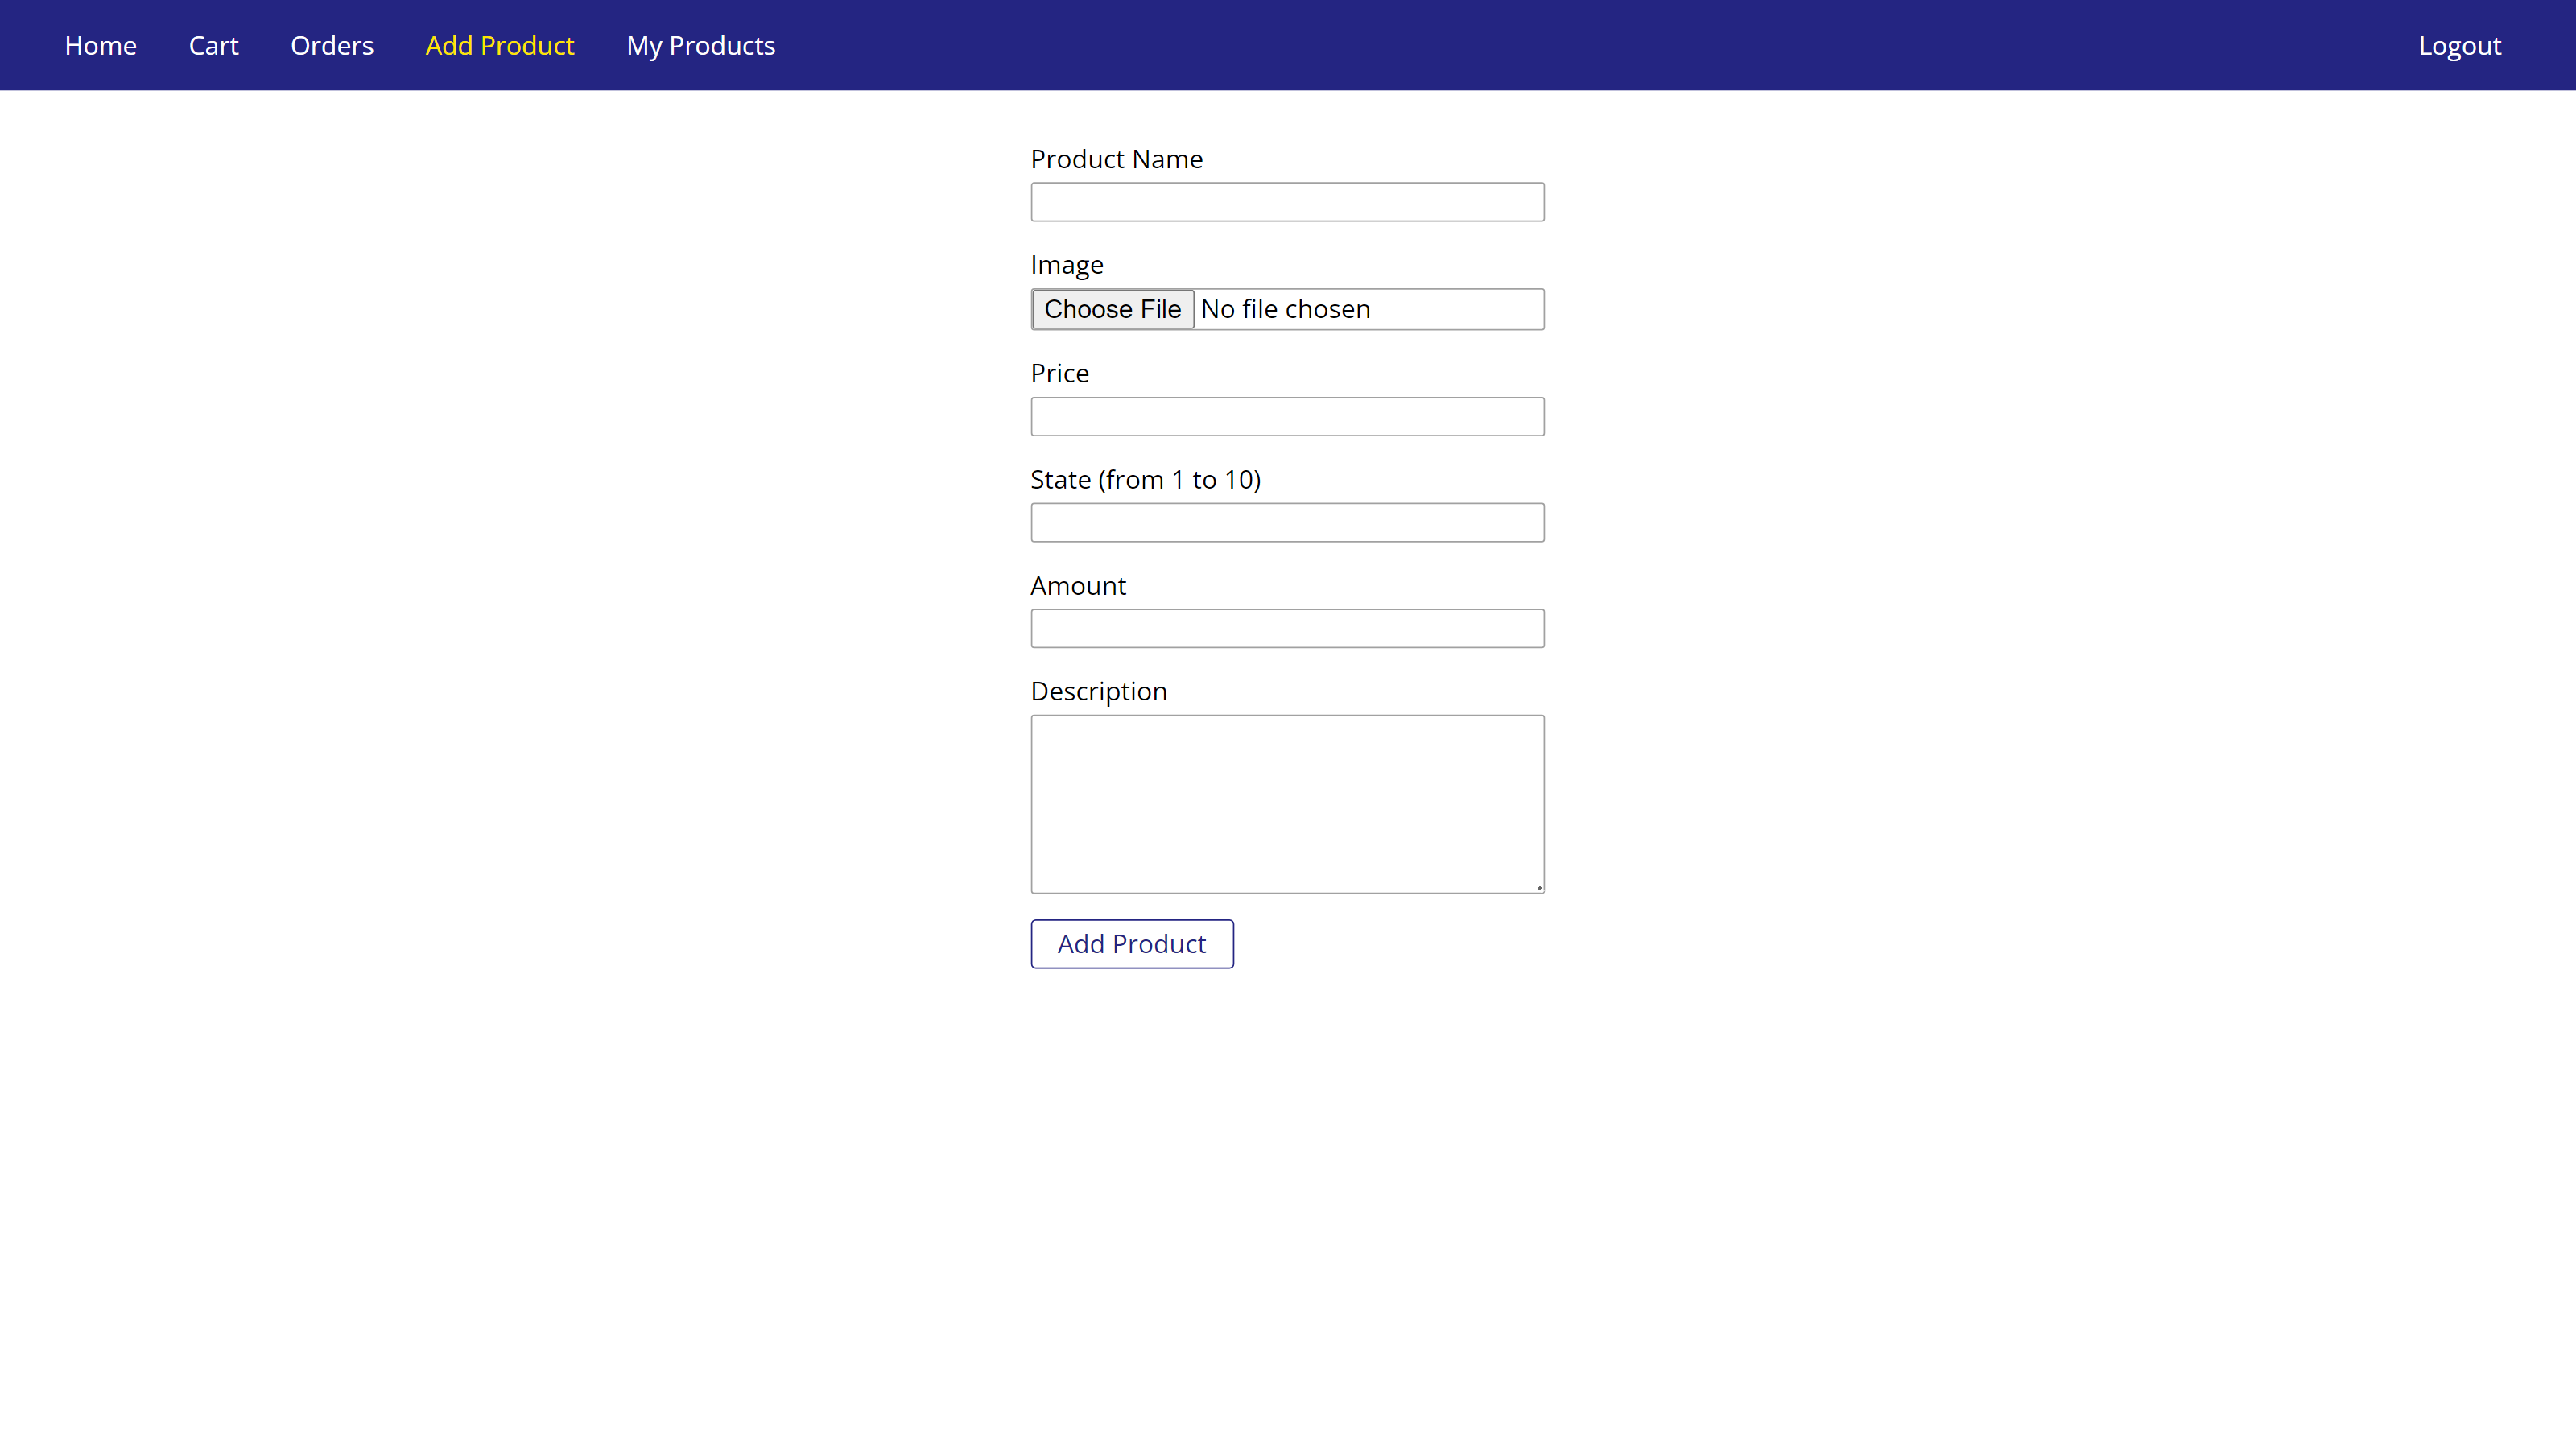 Home Cart Orders Add Product My Products Logout
Product Name
Image
Choose File No file chosen
Price
State (from 1 to 10)
Amount
Description
Add Product